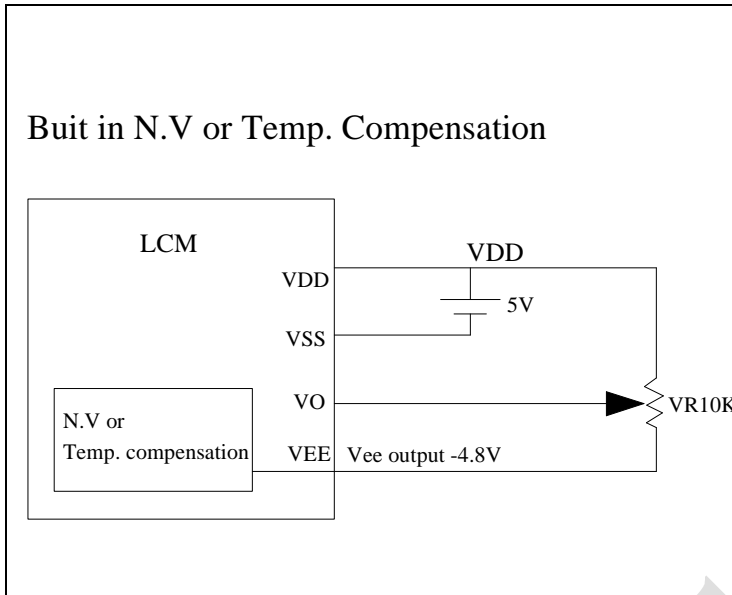 Buit in N.V or Temp. Compensation
LCM
VDD
VDD
5V
VSS
VO
VR10K
N.V or
Temp. compensation
VEE
Vee output -4.8V